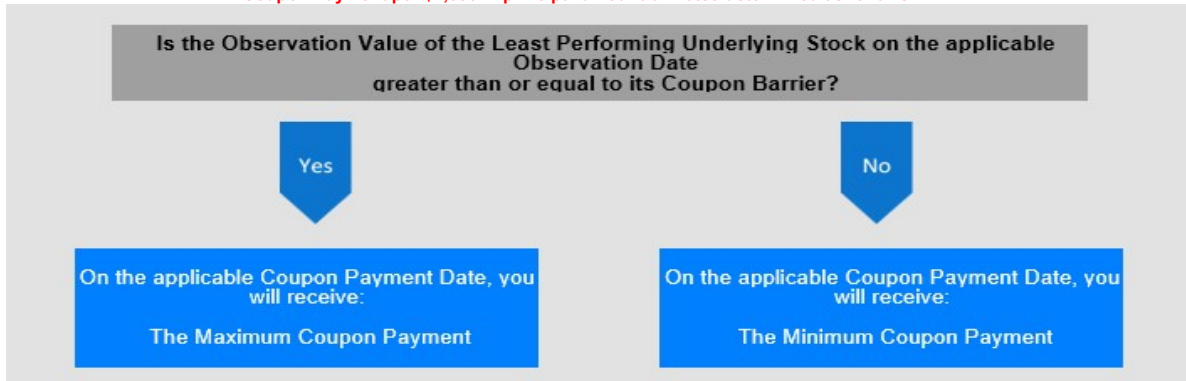 Is the Observation Value of the Least Performing Underlying Stock on the applicable
Observation Date
greater than or equal to its Coupon Barrier?
Yes
No
On the applicable Coupon Payment Date, you
will receive:
The Maximum Coupon Payment
On the applicable Coupon Payment Date, you
will receive:
The Minimum Coupon Payment